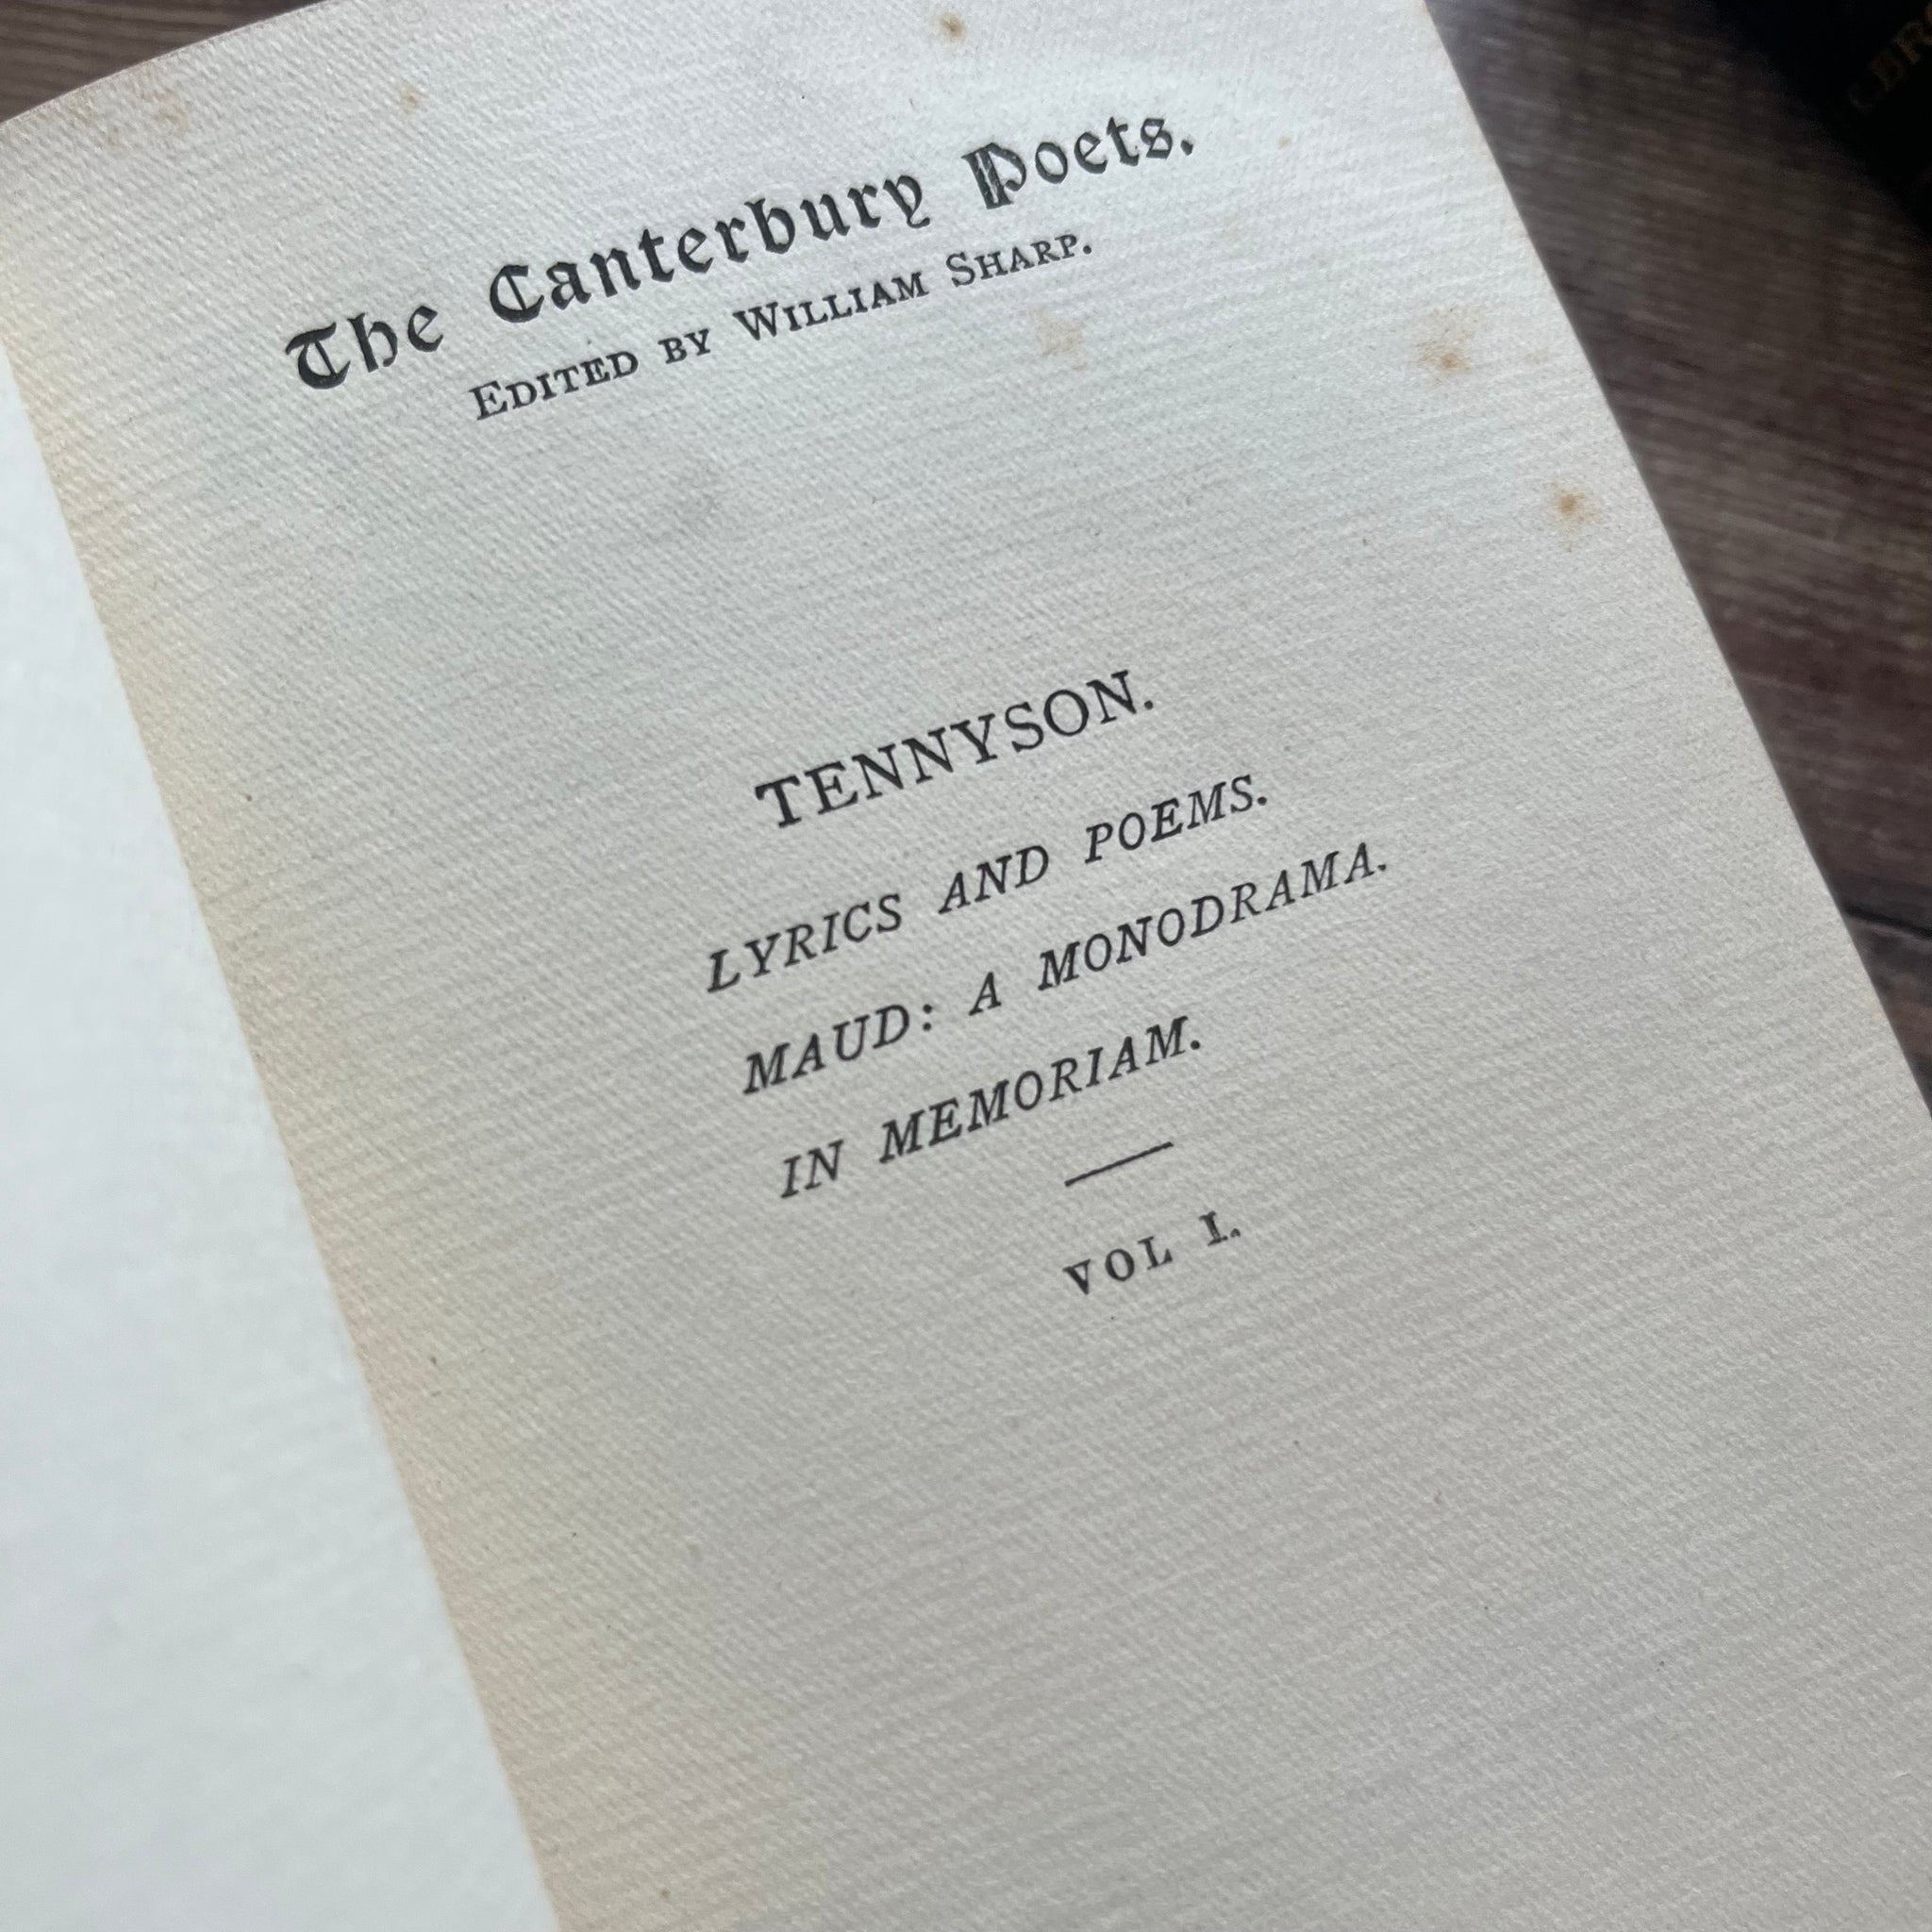 The Canterbury Poets.
EDITED BY WILLIAM SHARP.
TENNYSON.
LYRICS AND POEMS.
MAUD: A MONODRAMA.
IN MEMORIAM.
VOL I.